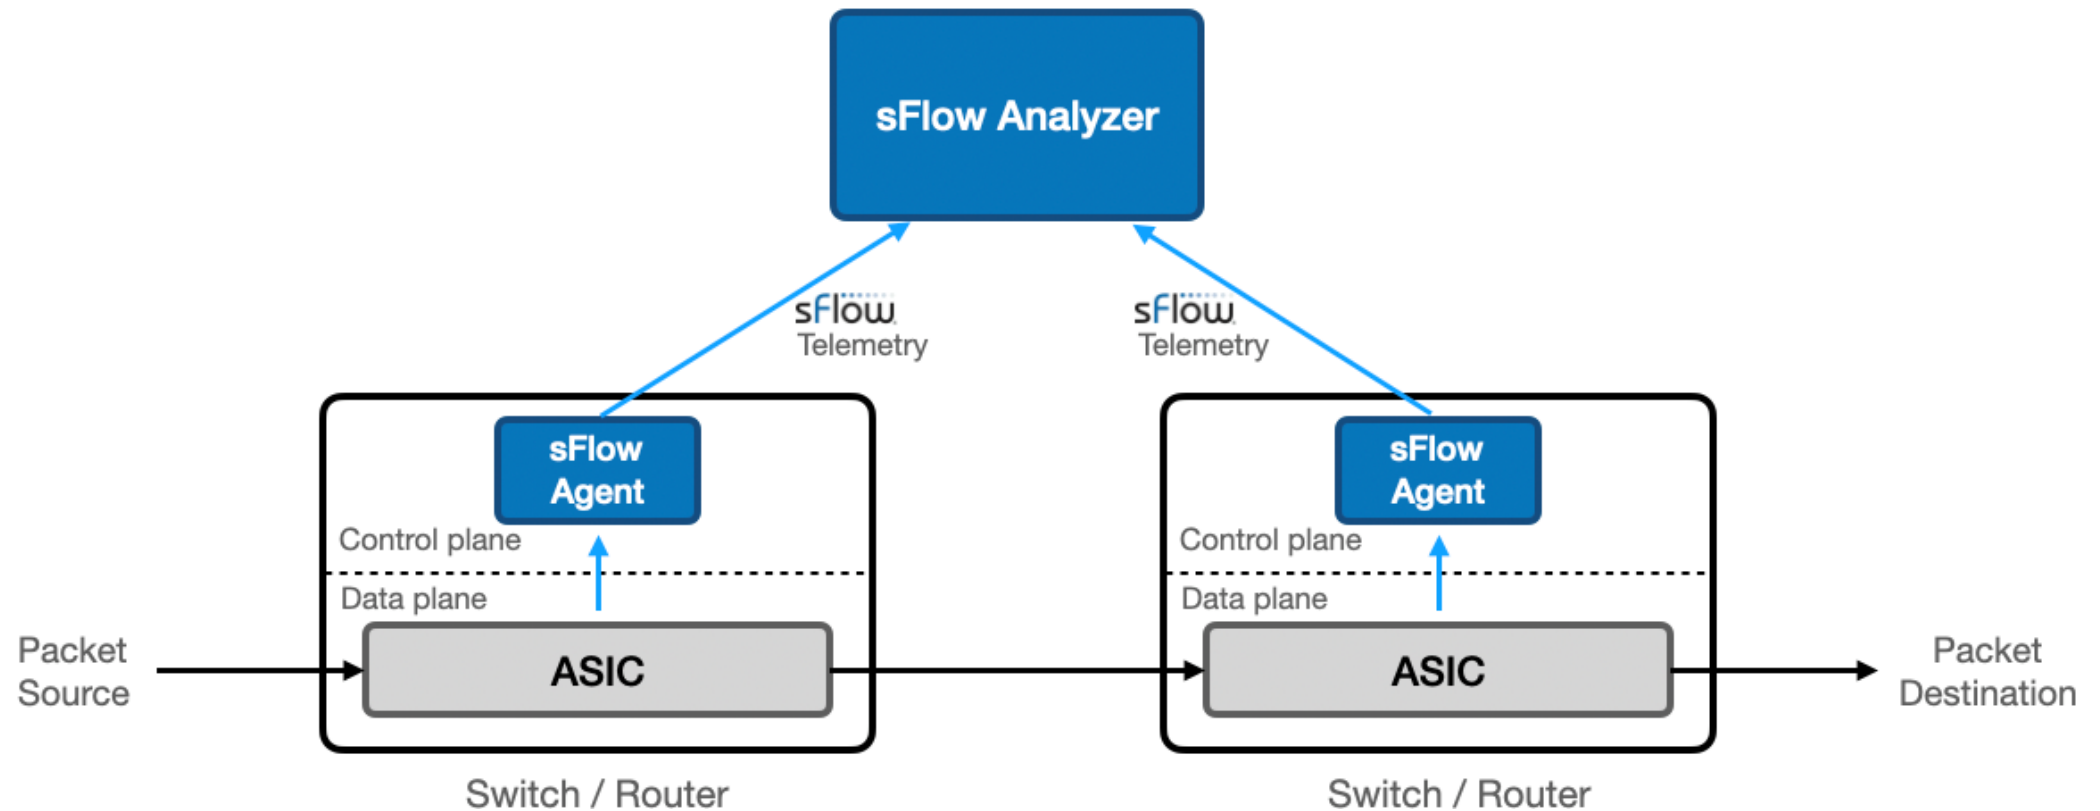 sFlow Analyzer
sFlow
Telemetry
sFlow
Telemetry
sFlow
Agent
Control plane
Data plane
ASIC
sFlow
Agent
Control plane
Data plane
ASIC
Packet
Source
Packet
Destination
Switch / Router
Switch / Router